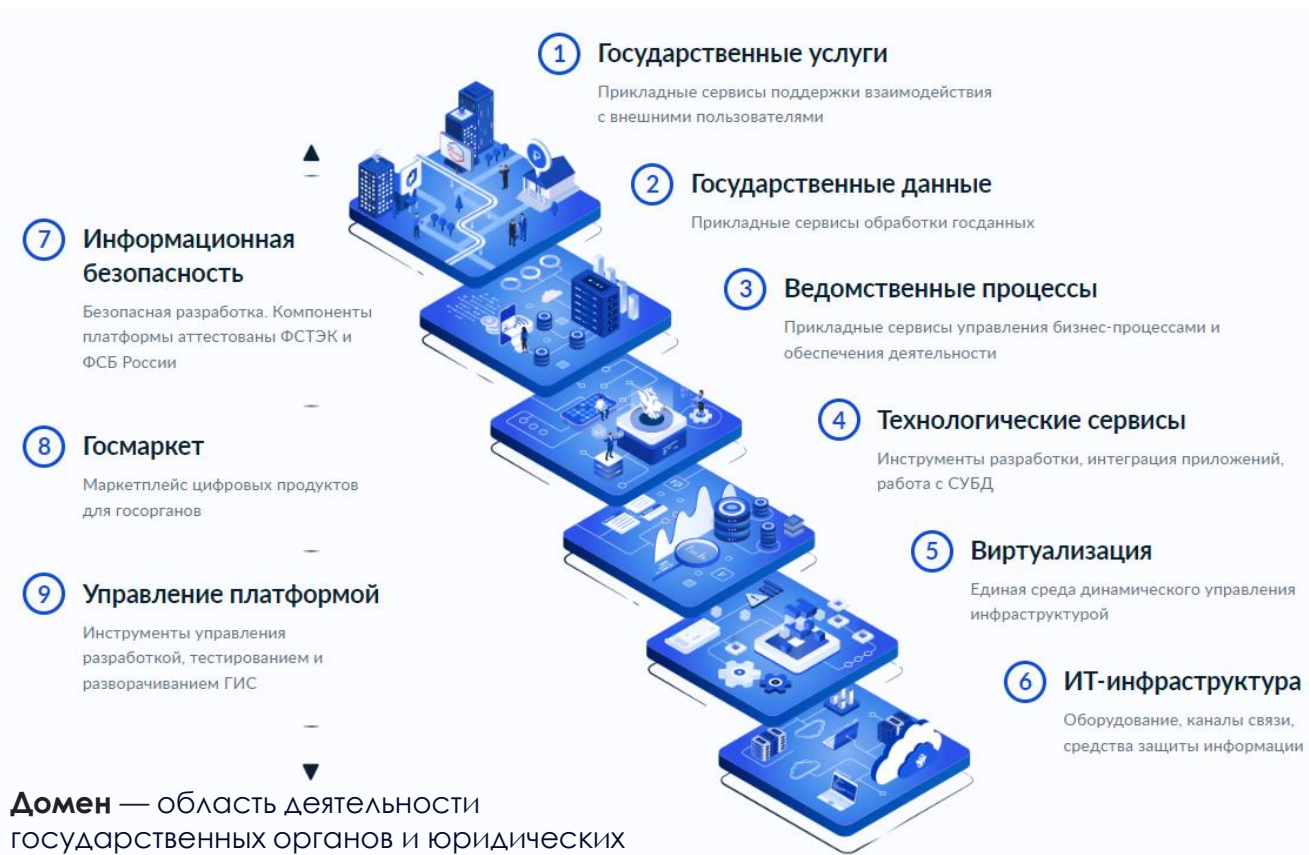 1
Государственные услуги
Прикладные сервисы поддержки взаимодействия
с внешними пользователями
2
Государственные данные
Прикладные сервисы обработки госданных
3
Ведомственные процессы
Прикладные сервисы управления бизнес-процессами и
обеспечения деятельности
4
Технологические сервисы
Инструменты разработки, интеграция приложений,
работа с СУБД
5
Виртуализация
Единая среда динамического управления
инфраструктурой
6
ИТ-инфраструктура
Оборудование, каналы связи,
средства защиты информации
7
Информационная
безопасность
Безопасная разработка. Компоненты
платформы аттестованы ФСТЭК и
ФСБ России
8
Госмаркет
Маркетплейс цифровых продуктов
для госорганов
9
Управление платформой
Инструменты управления
разработкой, тестированием и
разворачиванием ГИС
Домен — область деятельности
государственных органов и юридических